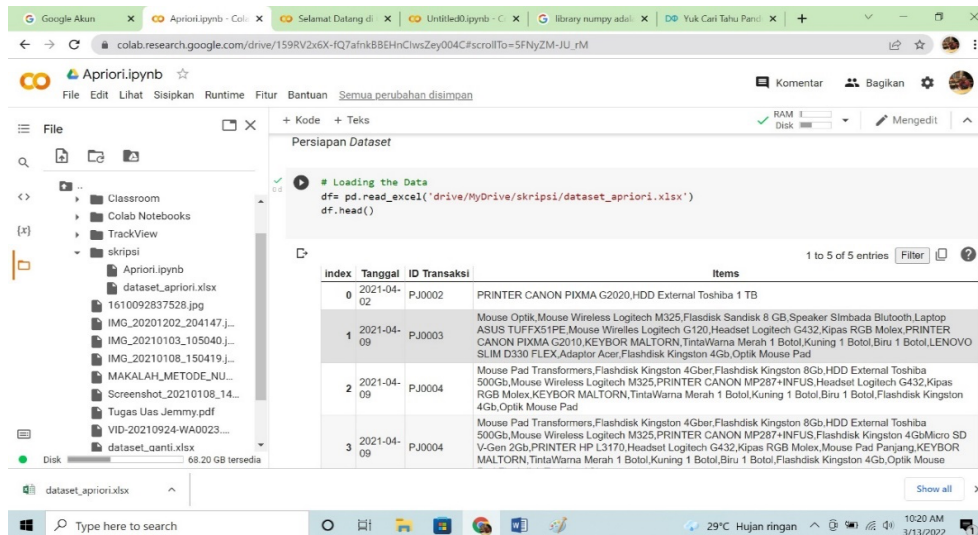 Google Akun
Apriori.ipynb - Cola
Selamat Datang di
Untitled0.ipynb - C
library numpy adal
Yuk Cari Tahu Pand
colab.research.google.com/drive/159RV2x6X-fQ7afnkBBEHnClwsZey004C#scrollTo=5FNyZM-JU_rM
CO
Apriori.ipynb
File Edit Lihat Sisipkan Runtime Fitur Bantuan Semua perubahan disimpan
Komentar
Bagikan
File
+ Kode + Teks
RAM
Disk
Mengedit
Persiapan Dataset
..
Classroom
Colab Notebooks
TrackView
skripsi
Apriori.ipynb
dataset_apriori.xlsx
1610092837528.jpg
IMG_20201202_204147.j...
IMG_20210103_105040.j...
IMG_20210108_150419.j...
MAKALAH_METODE_NU...
Screenshot_20210108_14...
Tugas Uas Jemmy.pdf
VID-20210924-WA0023....
dataset_ganti.xlsx
Disk 68.20 GB tersedia
{x}
# Loading the Data
df= pd.read_excel('drive/MyDrive/skripsi/dataset_apriori.xlsx')
df.head()
1 to 5 of 5 entries Filter
index Tanggal ID Transaksi Items
0 2021-04-02 PJ0002 PRINTER CANON PIXMA G2020,HDD External Toshiba 1 TB
1 2021-04-09 PJ0003 Mouse Optik,Mouse Wireless Logitech M325,Flasdisk Sandisk 8 GB,Speaker SImbada Blutooth,Laptop
ASUS TUFFX51PE,Mouse Wirelles Logitech G120,Headset Logitech G432,Kipas RGB Molex,PRINTER
CANON PIXMA G2010,KEYBOR MALTORN,TintaWarna Merah 1 Botol,Kuning 1 Botol,Biru 1 Botol,LENOVO
SLIM D330 FLEX,Adaptor Acer,Flashdisk Kingston 4Gb,Optik Mouse Pad
2 2021-04-09 PJ0004 Mouse Pad Transformers,Flashdisk Kingston 4Gber,Flashdisk Kingston 8Gb,HDD External Toshiba
500Gb,Mouse Wireless Logitech M325,PRINTER CANON MP287+INFUS,Headset Logitech G432,Kipas
RGB Molex,KEYBOR MALTORN,TintaWarna Merah 1 Botol,Kuning 1 Botol,Biru 1 Botol,Flashdisk Kingston
4Gb,Optik Mouse Pad
3 2021-04-09 PJ0004 Mouse Pad Transformers,Flashdisk Kingston 4Gber,Flashdisk Kingston 8Gb,HDD External Toshiba
500Gb,Mouse Wireless Logitech M325,PRINTER CANON MP287+INFUS,Flashdisk Kingston 4GbMicro SD
V-Gen 2Gb,PRINTER HP L3170,Headset Logitech G432,Kipas RGB Molex,Mouse Pad Panjang,KEYBOR
MALTORN,TintaWarna Merah 1 Botol,Kuning 1 Botol,Biru 1 Botol,Flashdisk Kingston 4Gb,Optik Mouse
dataset_apriori.xlsx
Show all
Type here to search
29°C Hujan ringan
10:20 AM
3/13/2022